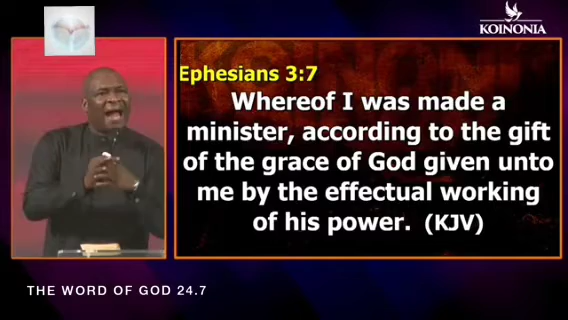 KOINONIA
Ephesians 3:7
Whereof I was made a
minister, according to the gift
of the grace of God given unto
me by the effectual working
of his power. (KJV)
THE WORD OF GOD 24.7